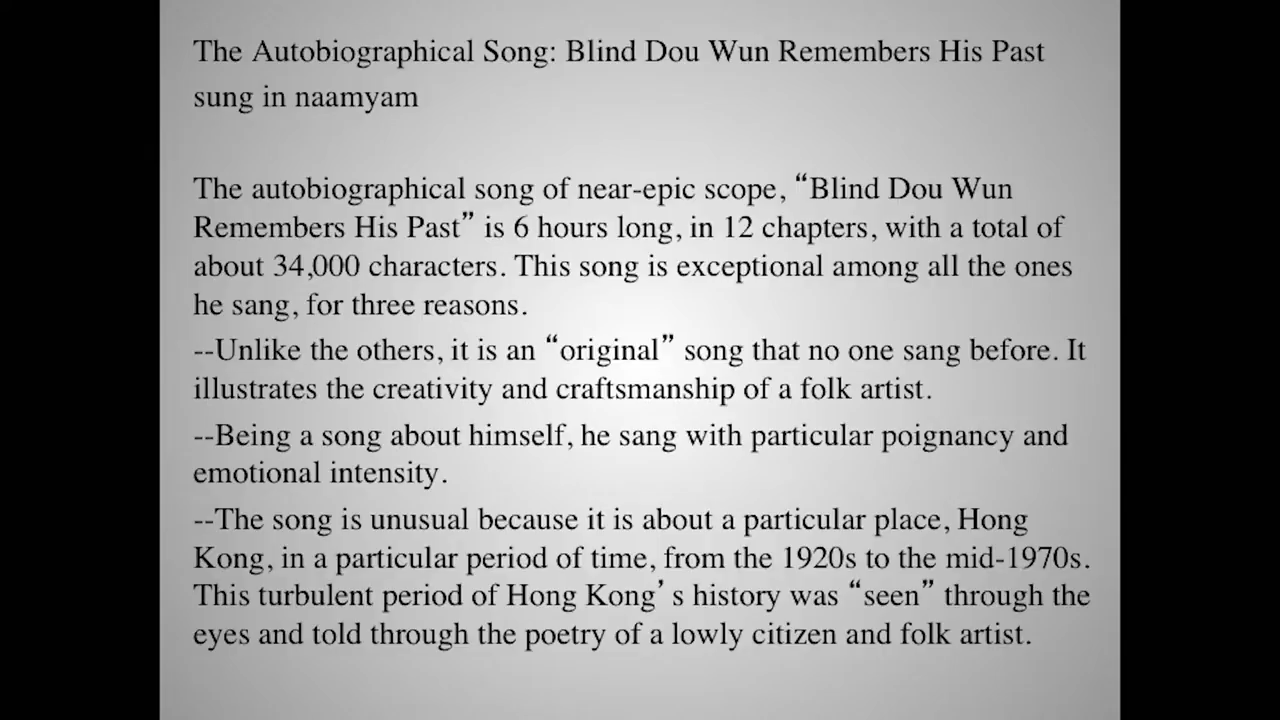 The Autobiographical Song: Blind Dou Wun Remembers His Past
sung in naamyam
The autobiographical song of near-epic scope, “Blind Dou Wun
Remembers His Past” is 6 hours long, in 12 chapters, with a total of
about 34,000 characters. This song is exceptional among all the ones
he sang, for three reasons.
--Unlike the others, it is an “original” song that no one sang before. It
illustrates the creativity and craftsmanship of a folk artist.
--Being a song about himself, he sang with particular poignancy and
emotional intensity.
--The song is unusual because it is about a particular place, Hong
Kong, in a particular period of time, from the 1920s to the mid-1970s.
This turbulent period of Hong Kong’s history was “seen” through the
eyes and told through the poetry of a lowly citizen and folk artist.